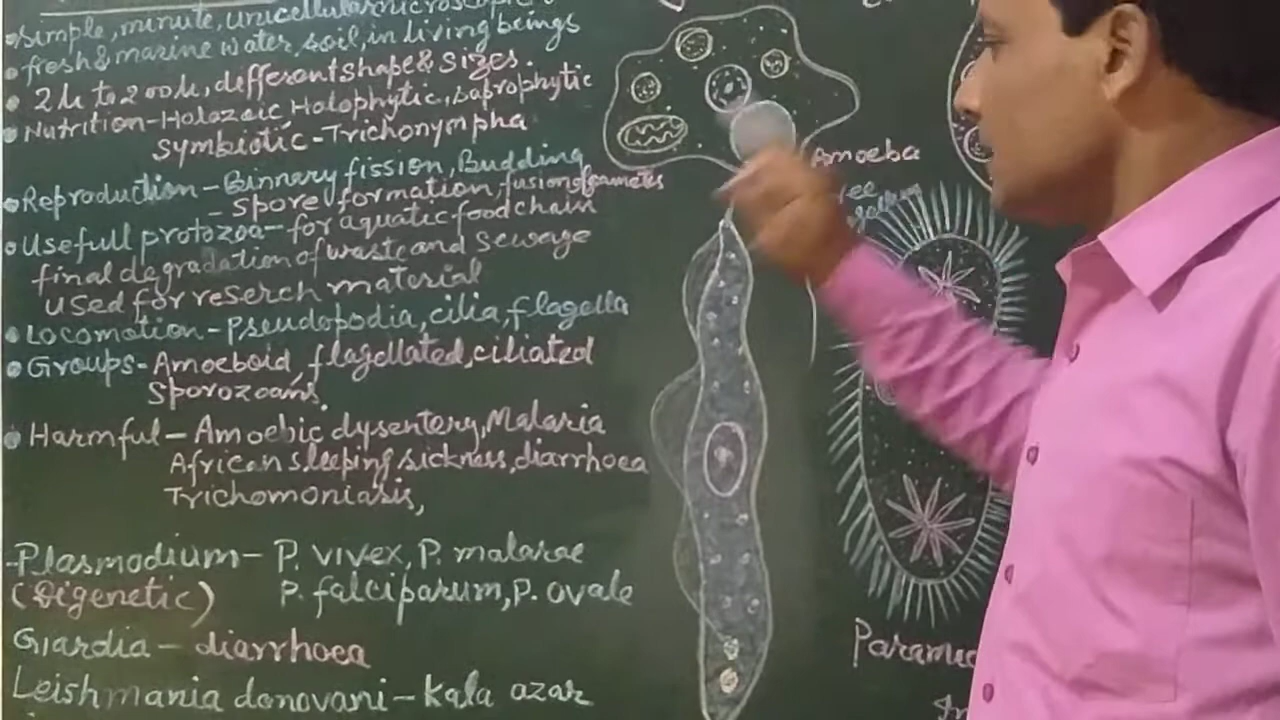 Simple, minute, unicellular microscopic
fresh & marine water, soil, in living beings
2µ to 200µ, different shape & sizes.
Nutrition - Holozoic, Holophytic, Saprophytic
Symbiotic - Trichonympha
Reproduction - Binnary fission, Budding
- Spore formation, fusion of gametes
Usefull protozoa - for aquatic food chain
final degradation of waste and sewage
used for reserch material
Locomotion - Pseudopodia, cilia, flagella
Groups - Amoeboid, flagellated, ciliated
Sporozoans.
Harmful - Amoebic dysentery, Malaria
African sleeping sickness, diarrhoea
Trichomoniasis,
Plasmodium - P. vivex, P. malarae
(Digenetic) P. falciparum, P. ovale
Giardia - diarrhoea
Leishmania donovani - kala azar
Amoeba
Paramec